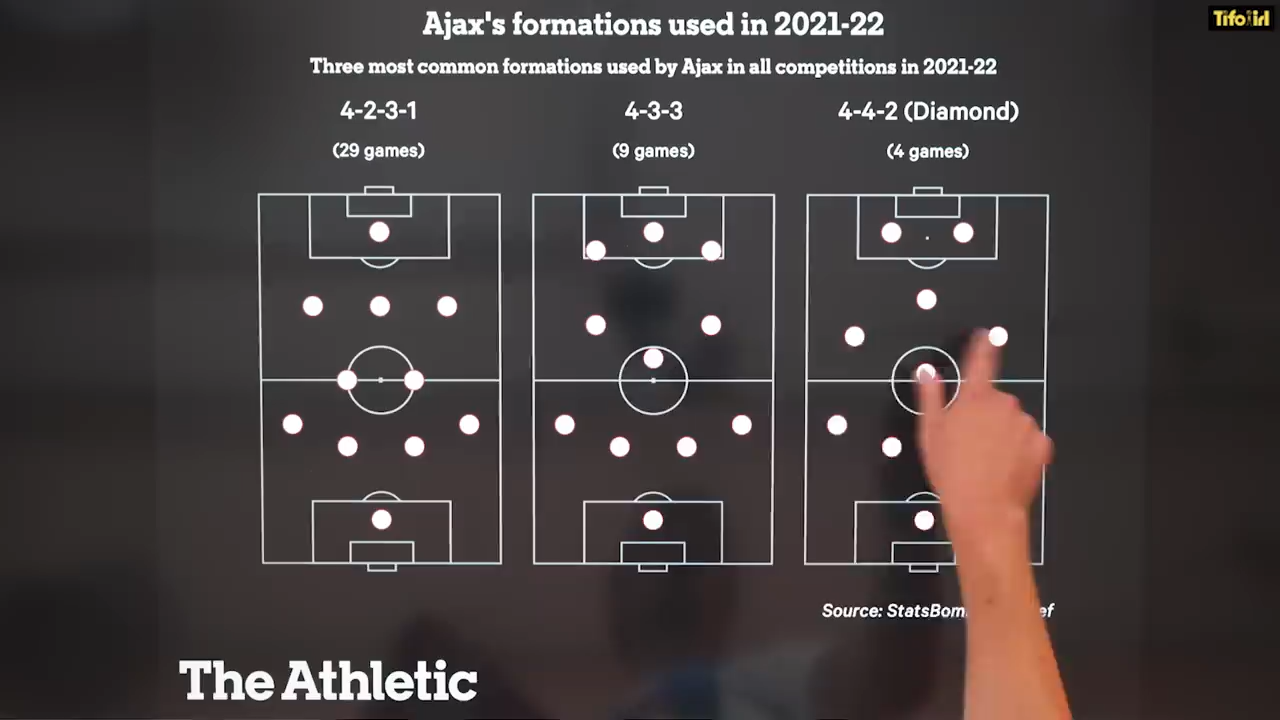 Tifo irl
Ajax's formations used in 2021-22
Three most common formations used by Ajax in all competitions in 2021-22
4-2-3-1
4-3-3
4-4-2 (Diamond)
(29 games)
(9 games)
(4 games)
Source:
The Athletic